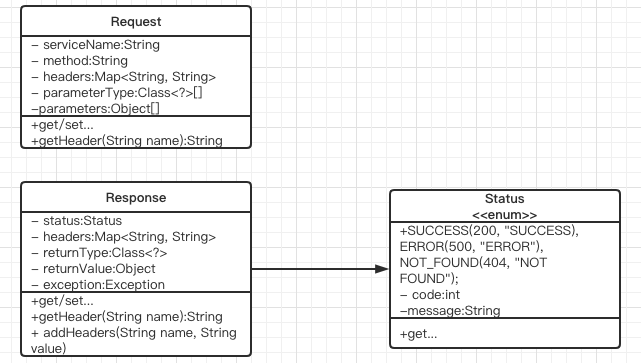 Request
- serviceName:String
- method:String
- headers:Map<String, String>
- parameterType:Class<?>[]
-parameters:Object[]
+get/set...
+getHeader(String name):String
Response
- status:Status
- headers:Map<String, String>
- returnType:Class<?>
- returnValue:Object
- exception:Exception
+get/set...
+getHeader(String name):String
+ addHeaders(String name, String
value)
Status
<<enum>>
+SUCCESS(200, "SUCCESS),
ERROR(500, "ERROR"),
NOT_FOUND(404, "NOT
FOUND");
- code:int
-message:String
+get...